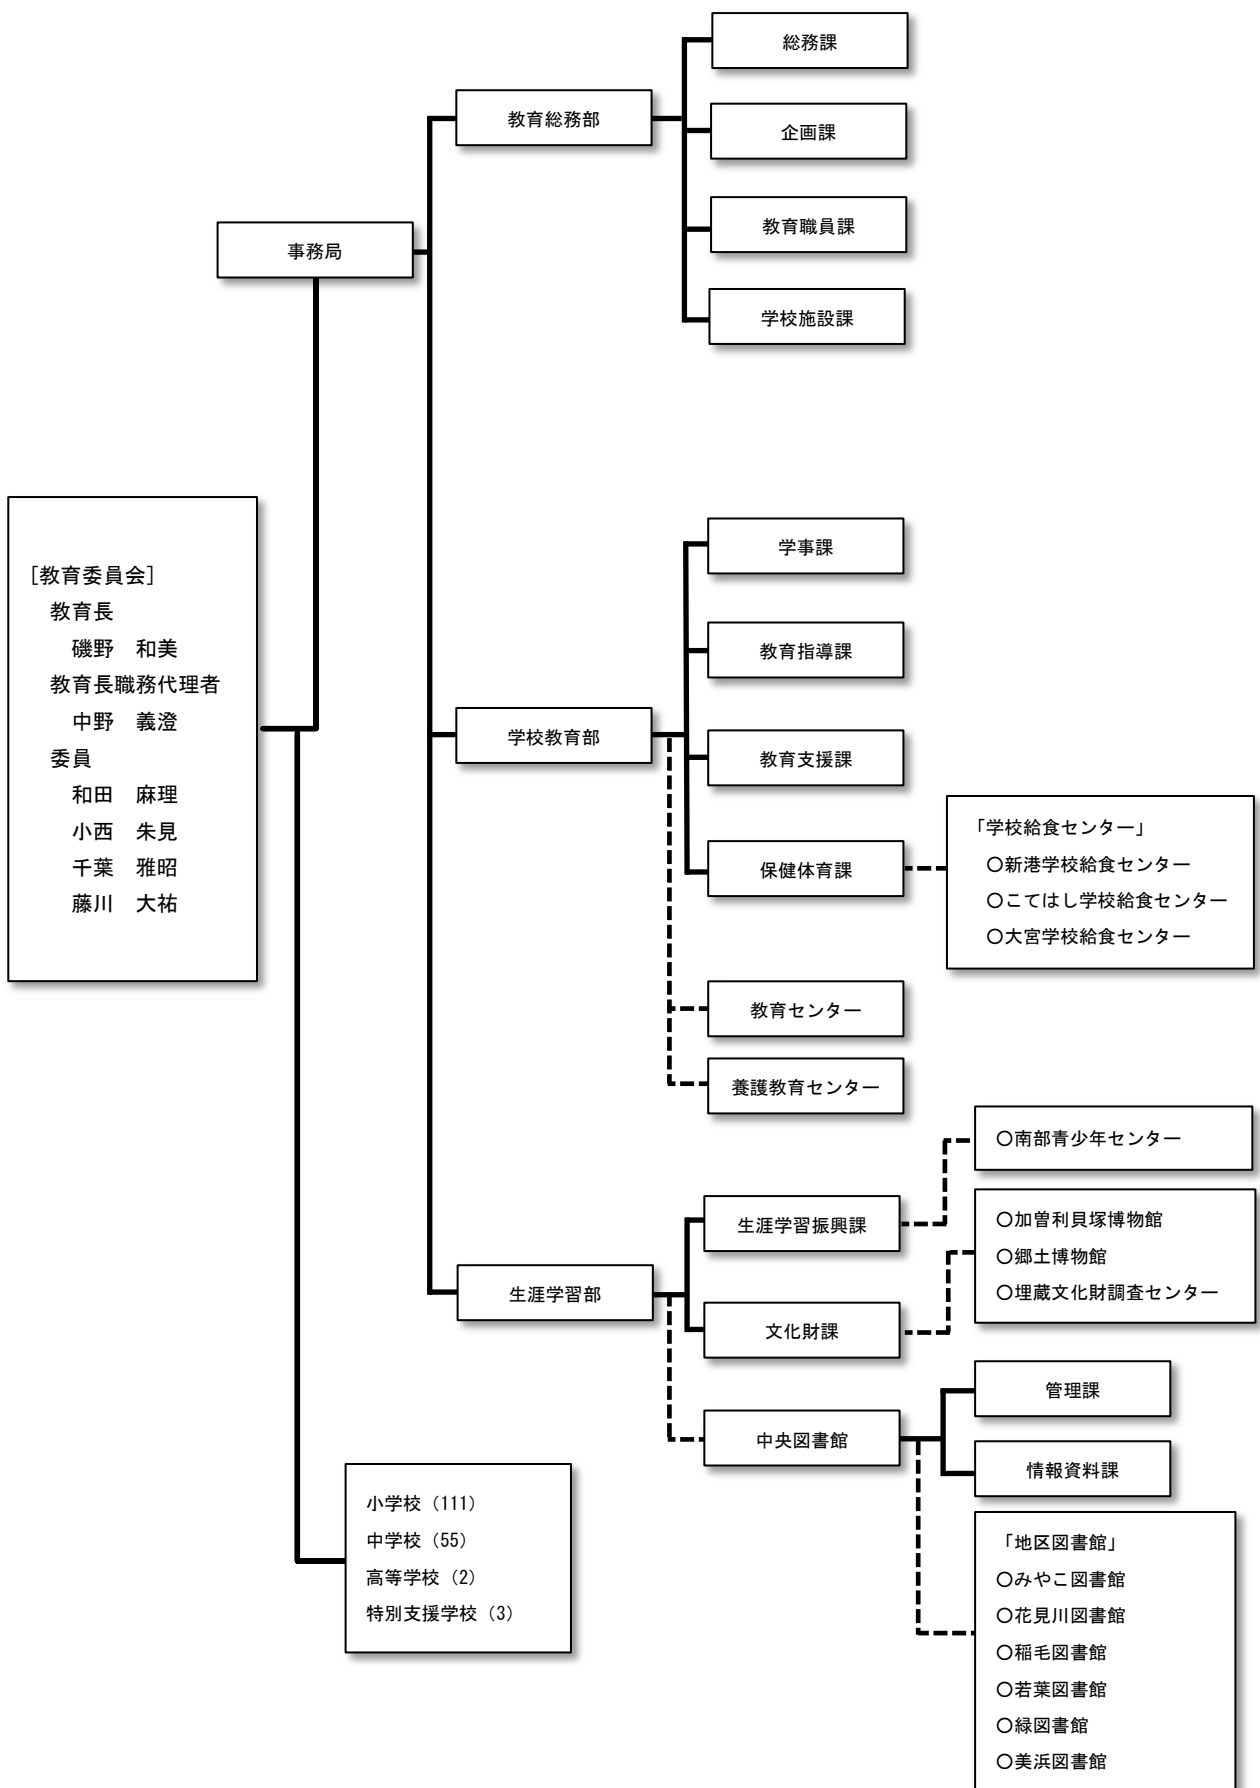 総務課
教育総務部
企画課
教育職員課
事務局
学校施設課
[教育委員会]
教育長
磯野 和美
教育長職務代理者
中野 義澄
委員
和田 麻理
小西 朱見
千葉 雅昭
藤川 大祐
学事課
教育指導課
学校教育部
教育支援課
保健体育課
「学校給食センター」
○新港学校給食センター
○こてはし学校給食センター
○大宮学校給食センター
教育センター
養護教育センター
○南部青少年センター
生涯学習振興課
○加曽利貝塚博物館
○郷土博物館
○埋蔵文化財調査センター
生涯学習部
文化財課
管理課
中央図書館
情報資料課
小学校(111)
中学校(55)
高等学校(2)
特別支援学校(3)
「地区図書館」
○みやこ図書館
○花見川図書館
○稲毛図書館
○若葉図書館
○緑図書館
○美浜図書館